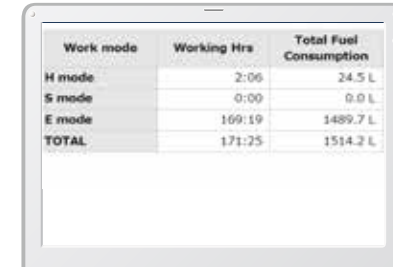 Work mode Working Hrs Total Fuel Consumption
H mode 2:06 24.5 L
S mode 0:00 0.0 L
E mode 169:19 1489.7 L
TOTAL 171:25 1514.2 L